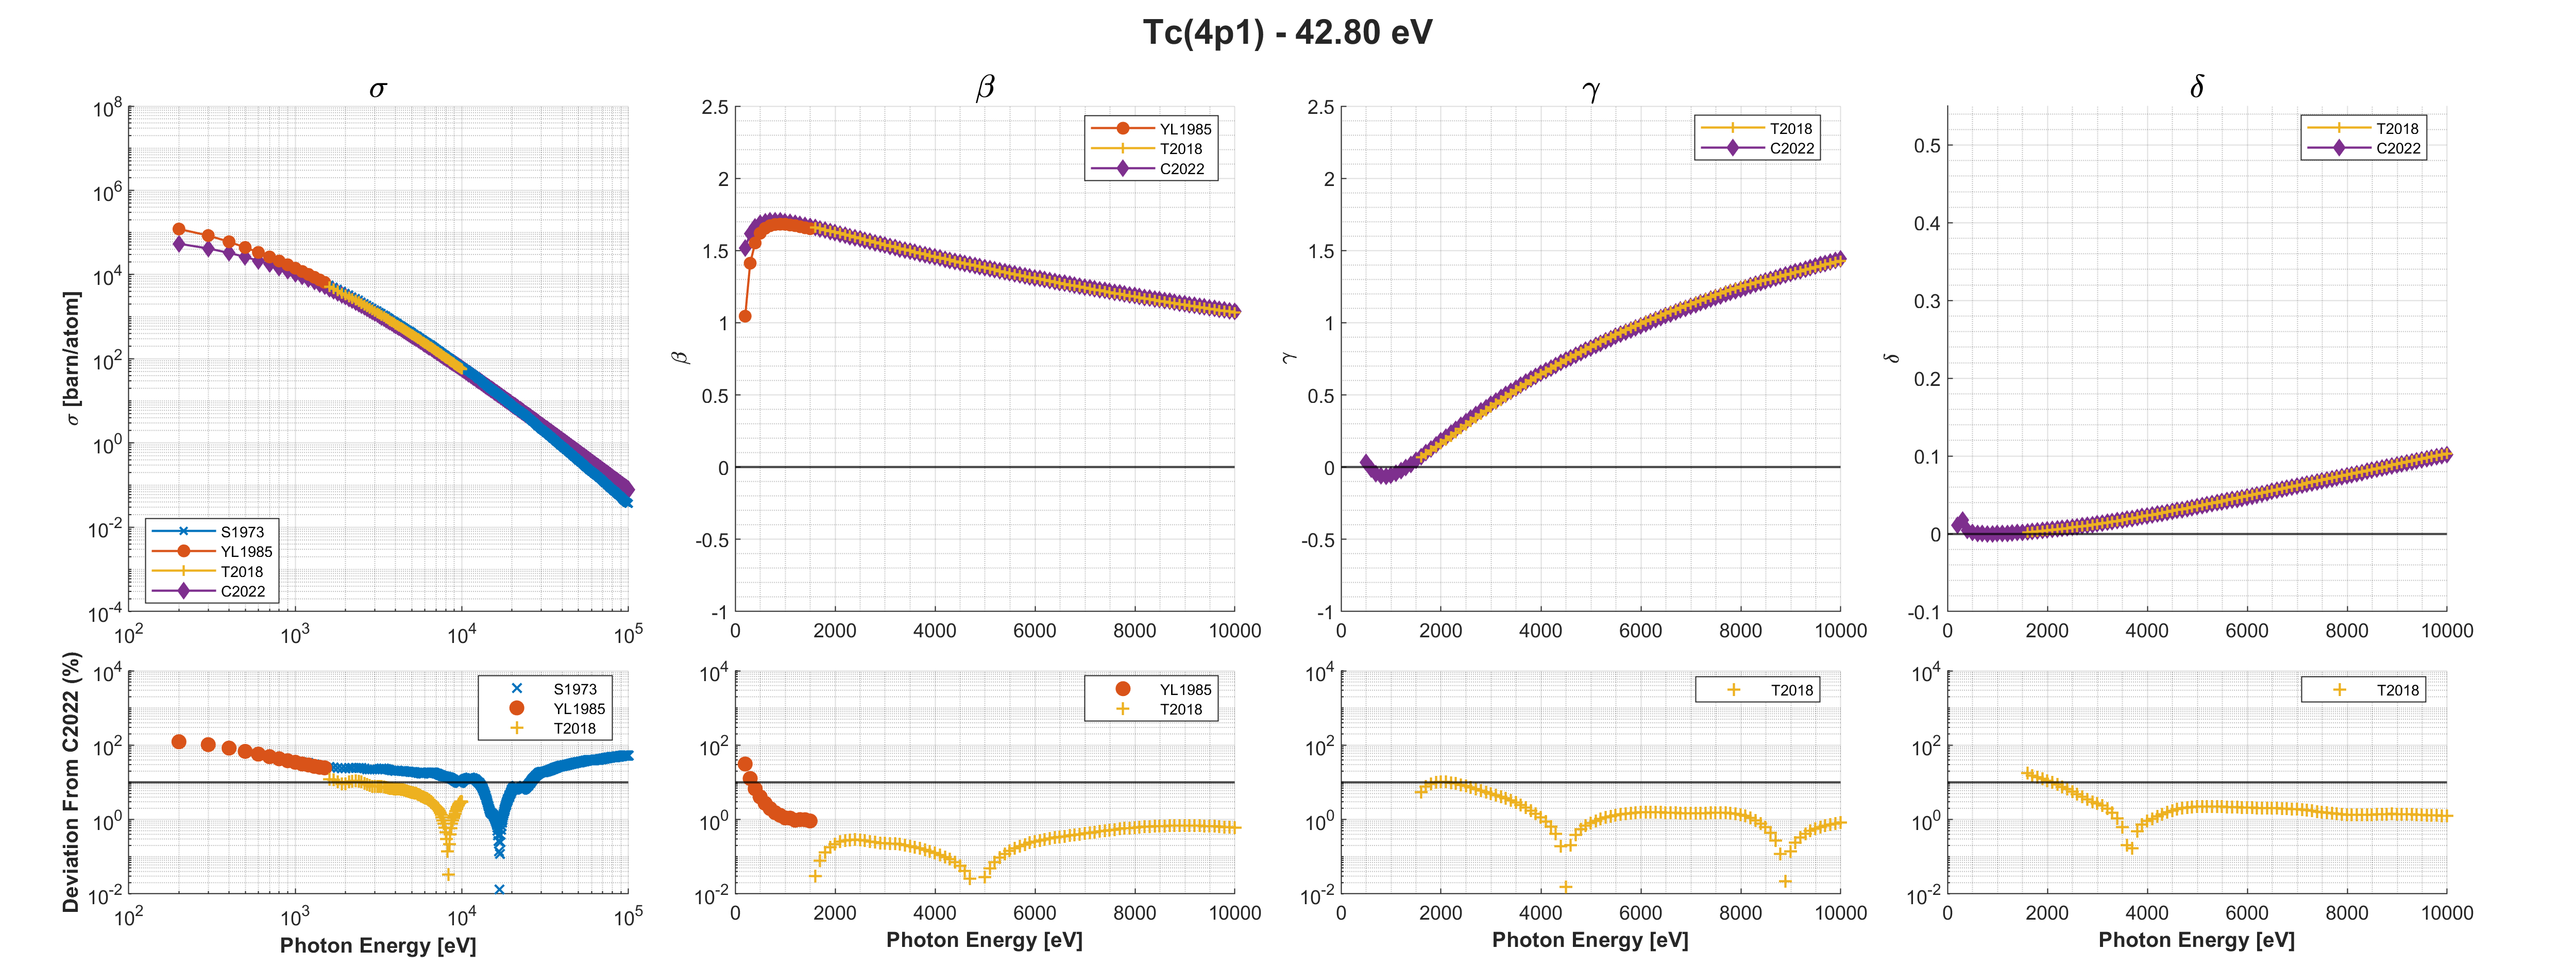 Tc(4p1) - 42.80 eV
σ
β
γ
δ
σ [barn/atom]
10^8
10^6
10^4
10^2
10^0
10^-2
10^-4
10^2
10^3
10^4
10^5
S1973
YL1985
T2018
C2022
β
2.5
2
1.5
1
0.5
0
-0.5
-1
0
2000
4000
6000
8000
10000
YL1985
T2018
C2022
γ
2.5
2
1.5
1
0.5
0
-0.5
-1
0
2000
4000
6000
8000
10000
T2018
C2022
δ
0.5
0.4
0.3
0.2
0.1
0
-0.1
0
2000
4000
6000
8000
10000
T2018
C2022
Deviation From C2022 (%)
10^4
10^2
10^0
10^-2
10^2
10^3
10^4
10^5
S1973
YL1985
T2018
Photon Energy [eV]
10^4
10^2
10^0
10^-2
0
2000
4000
6000
8000
10000
YL1985
T2018
Photon Energy [eV]
10^4
10^2
10^0
10^-2
0
2000
4000
6000
8000
10000
T2018
Photon Energy [eV]
10^4
10^2
10^0
10^-2
0
2000
4000
6000
8000
10000
T2018
Photon Energy [eV]